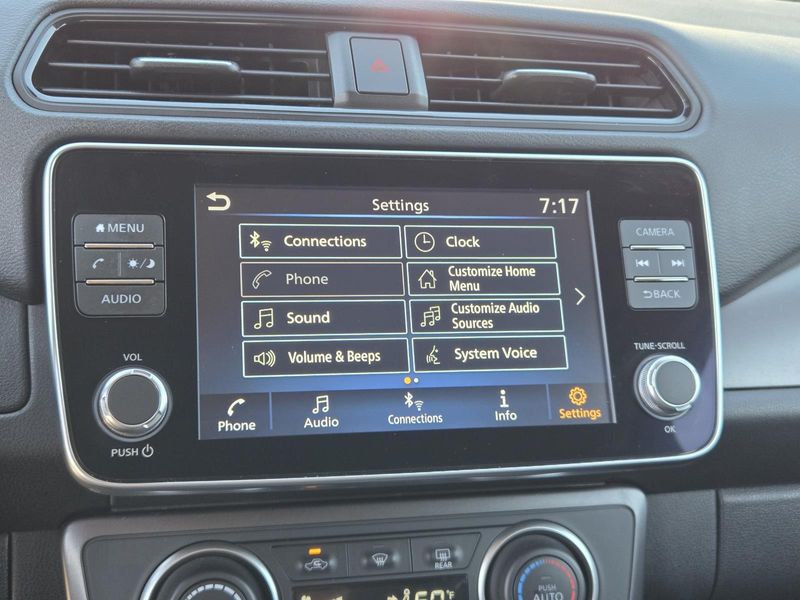 Settings 7:17
MENU
AUDIO
CAMERA
BACK
Connections
Clock
Phone
Customize Home
Menu
Sound
Customize Audio
Sources
Volume & Beeps
System Voice
Phone
Audio
Connections
Info
Settings
VOL
PUSH
TUNE-SCROLL
OK
REAR
60°F
PUSH
AUTO